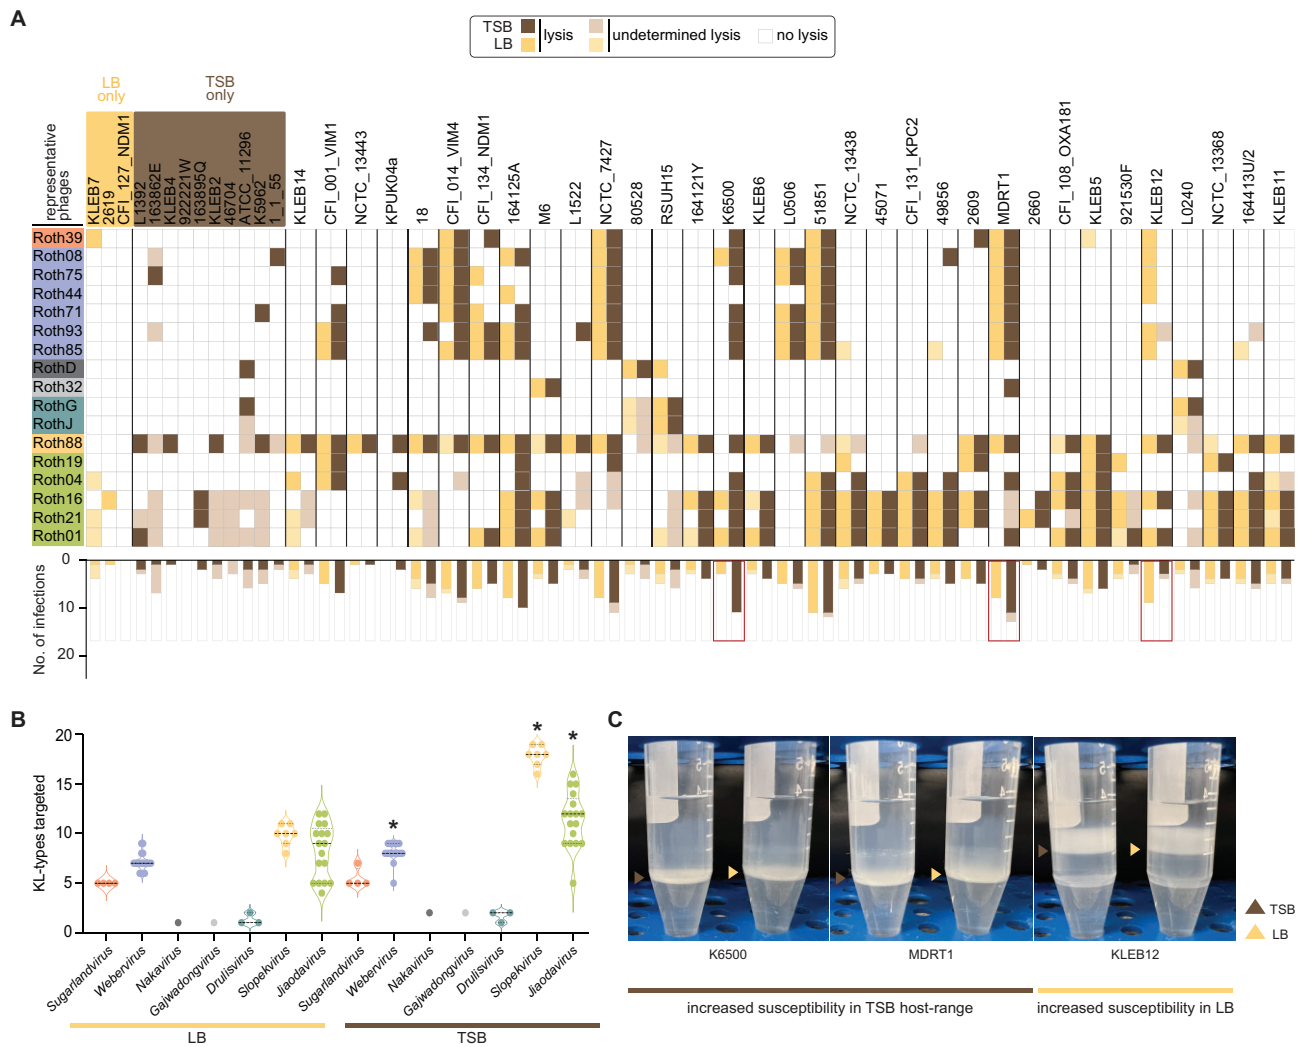 A
TSB
LB
lysis
undetermined lysis
no lysis
LB
only
TSB
only
representative
phages
KLEB7
2619
CFI_127_NDM1
L1392
163862E
KLEB4
922221W
163895Q
KLEB2
46704
ATCC_11296
K5962
1_1_55
KLEB14
CFI_001_VIM1
NCTC_13443
KPUK04a
18
CFI_014_VIM4
CFI_134_NDM1
164125A
M6
L1522
NCTC_7427
80528
RSUH15
164121Y
K6500
KLEB6
L0506
51851
NCTC_13438
45071
CFI_131_KPC2
49856
2609
MDRT1
2660
CFI_108_OXA181
KLEB5
921530F
KLEB12
L0240
NCTC_13368
164413U/2
KLEB11
Roth39
Roth08
Roth75
Roth44
Roth71
Roth93
Roth85
RothD
Roth32
RothG
RothJ
Roth88
Roth19
Roth04
Roth16
Roth21
Roth01
No. of infections
0
10
20
B
KL-types targeted
20
15
10
5
0
* * *
Sugarlandvirus
Webervirus
Nakavirus
Gajwadongvirus
Drulisvirus
Slopekvirus
Jiaodavirus
Sugarlandvirus
Webervirus
Nakavirus
Gajwadongvirus
Drulisvirus
Slopekvirus
Jiaodavirus
LB
TSB
C
TSB
LB
K6500
MDRT1
KLEB12
increased susceptibility in TSB host-range
increased susceptibility in LB